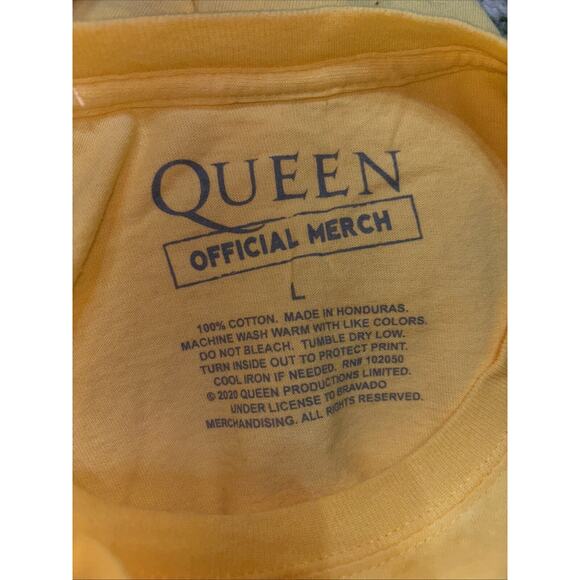 QUEEN
OFFICIAL MERCH
L
100% COTTON. MADE IN HONDURAS.
MACHINE WASH WARM WITH LIKE COLORS.
DO NOT BLEACH. TUMBLE DRY LOW.
TURN INSIDE OUT TO PROTECT PRINT.
COOL IRON IF NEEDED. RN# 102050
© 2020 QUEEN PRODUCTIONS LIMITED.
UNDER LICENSE TO BRAVADO
MERCHANDISING. ALL RIGHTS RESERVED.